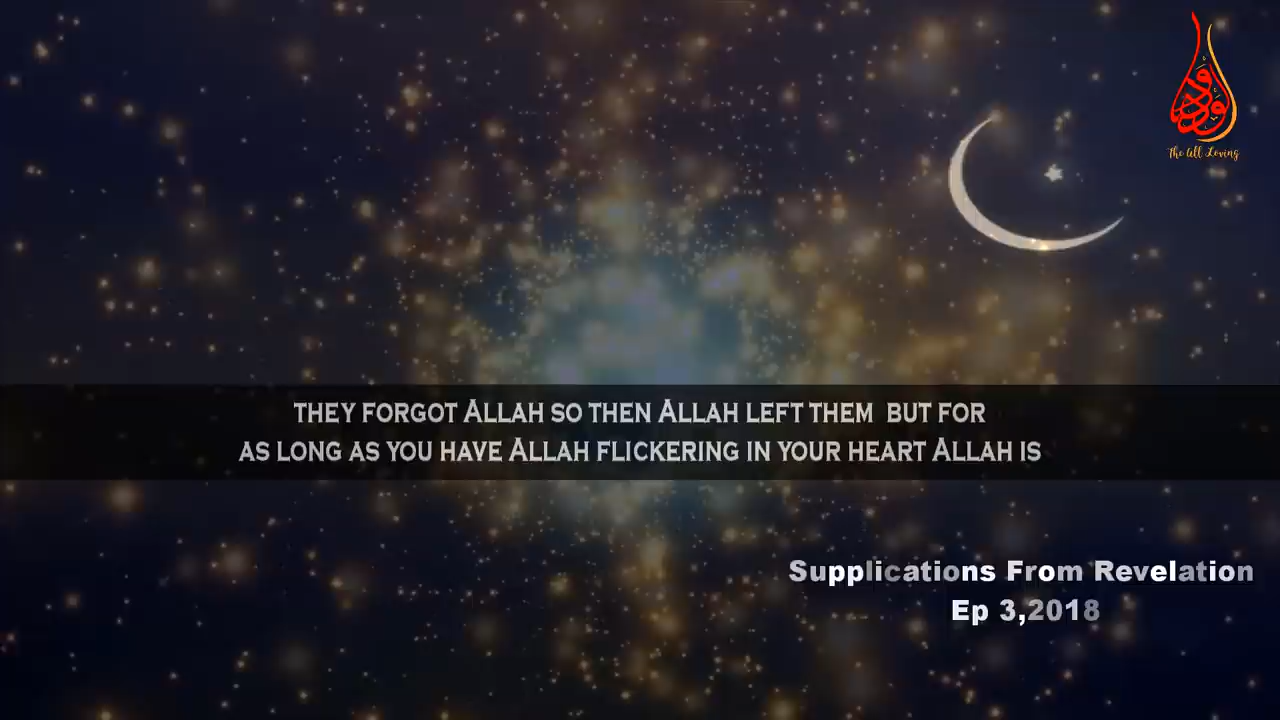 الودود
The All Loving
THEY FORGOT ALLAH SO THEN ALLAH LEFT THEM BUT FOR
AS LONG AS YOU HAVE ALLAH FLICKERING IN YOUR HEART ALLAH IS
Supplications From Revelation
Ep 3,2018